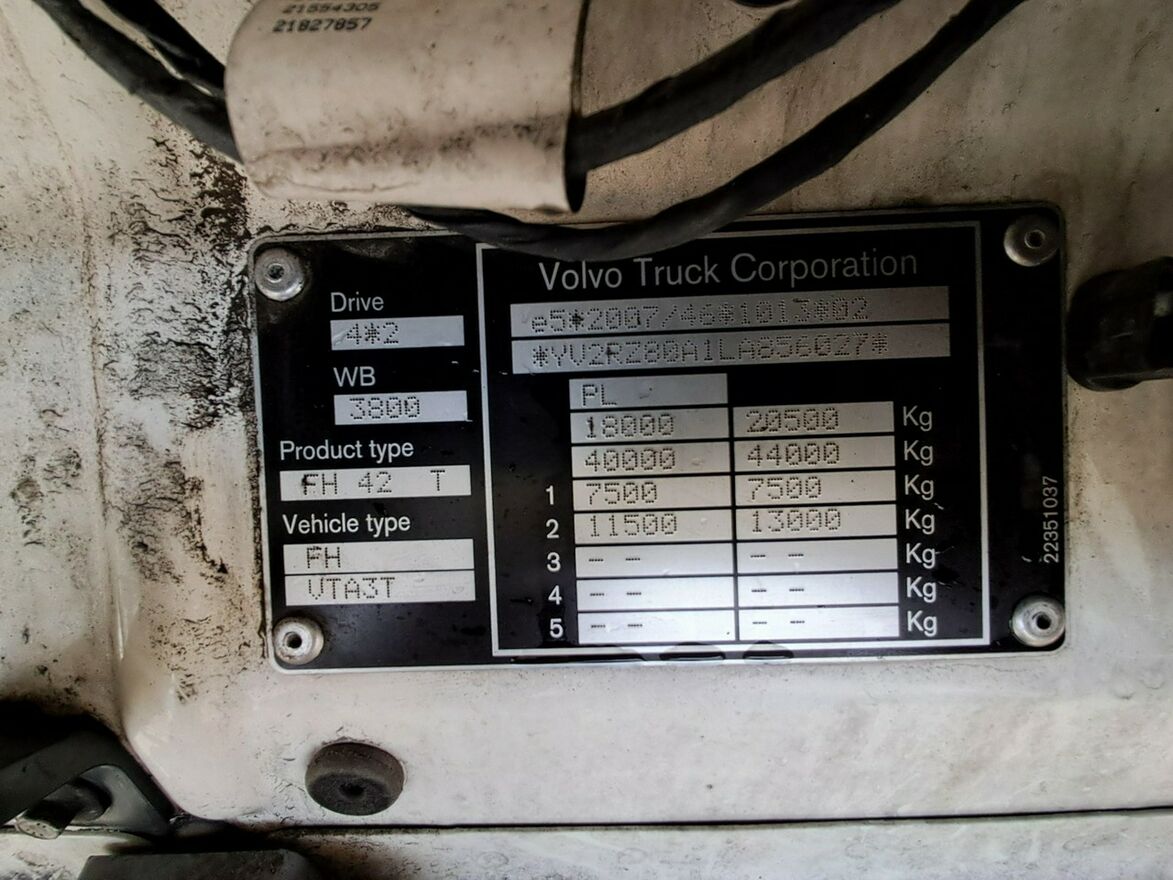 21554305
21827857
Volvo Truck Corporation
e5*2007/46*1013*02
*YV2RZ80A1LA856027*
Drive
4*2
WB
3800
Product type
FH 42 T
Vehicle type
FH
VTA3T
PL
18000 20500 Kg
40000 44000 Kg
1 7500 7500 Kg
2 11500 13000 Kg
3 -- -- Kg
4 -- -- Kg
5 -- -- Kg
22351037